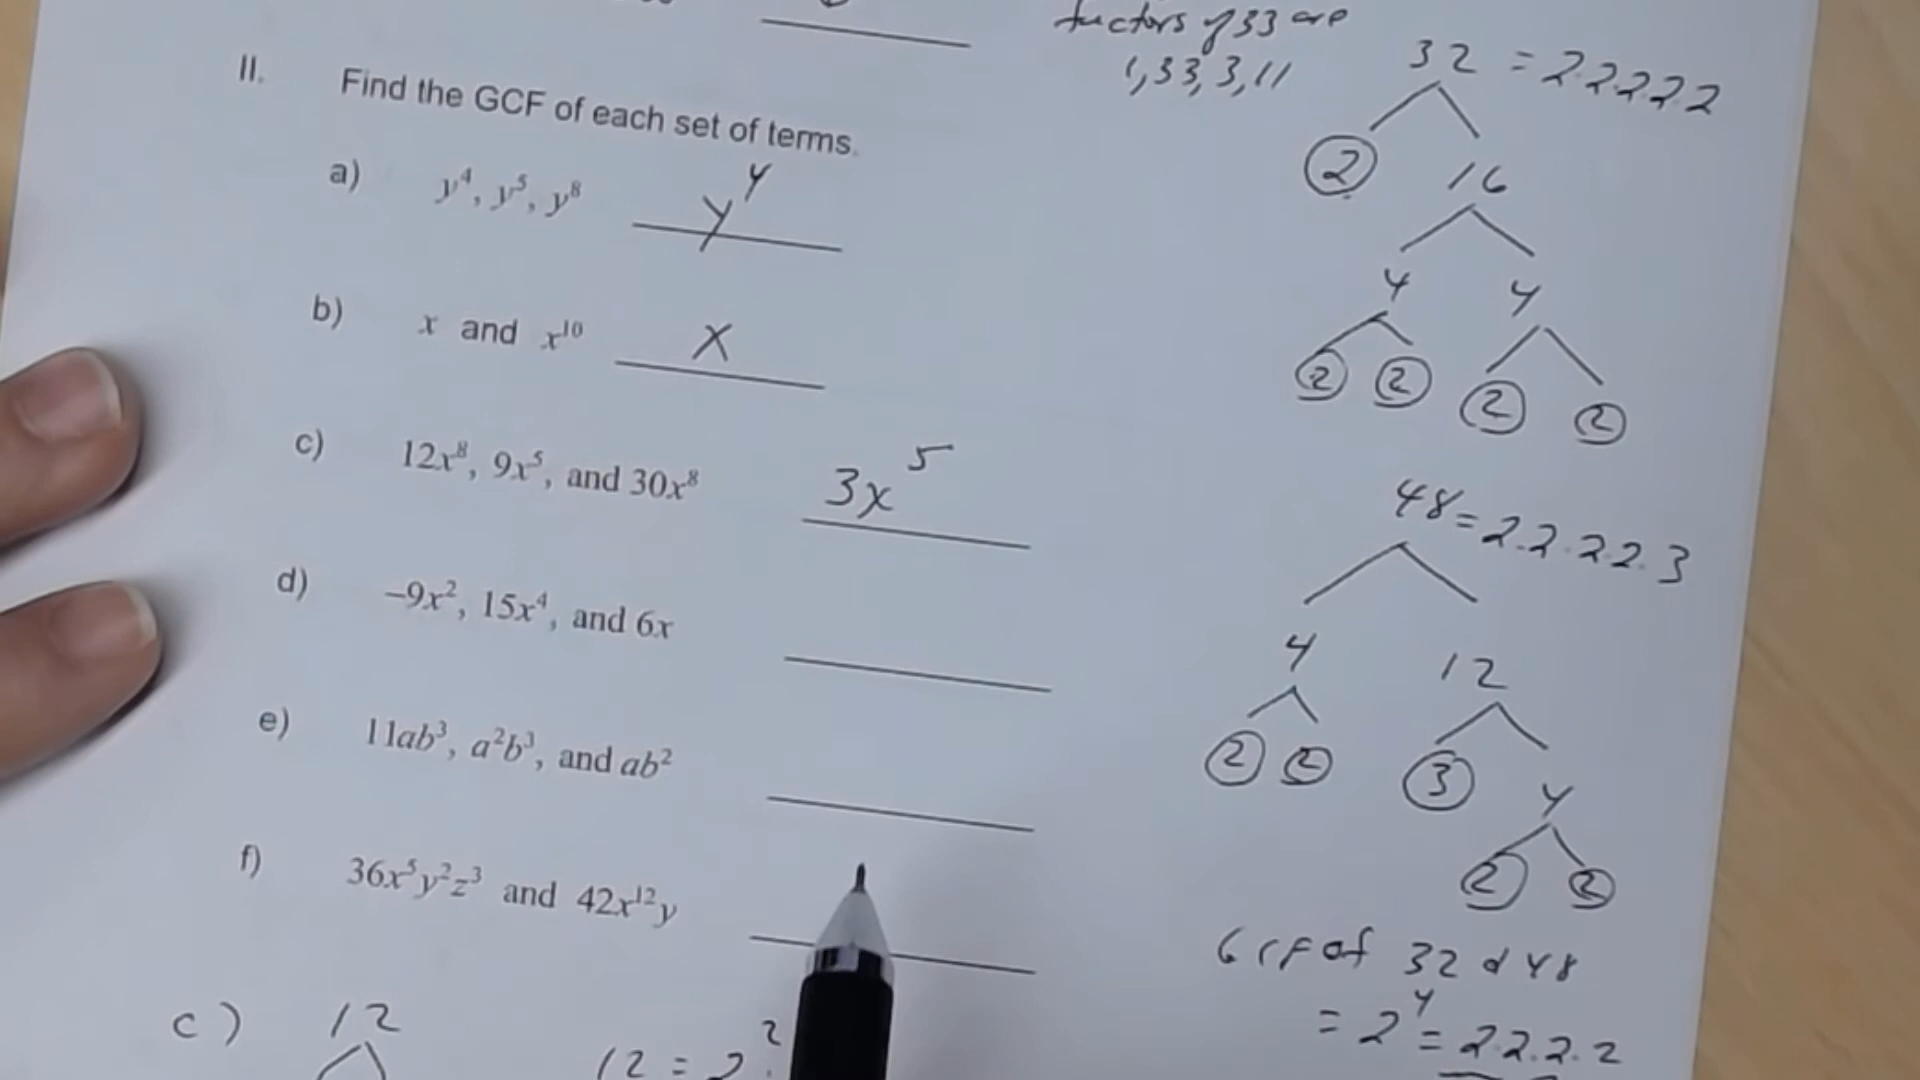 II. Find the GCF of each set of terms.
a) y⁴, y⁵, y⁸ y⁴
b) x and x¹⁰ x
c) 12x⁸, 9x⁵, and 30x⁸ 3x⁵
d) –9x², 15x⁴, and 6x
e) 11ab³, a²b³, and ab²
f) 36x⁵y²z³ and 42x¹²y
c) 12
12 = 2² ·
factors of 33 are
1, 33, 3, 11
32 = 2·2·2·2·2
2 16
4 4
2 2 2 2
48 = 2·2·2·2·3
4 12
2 2 3 4
2 2
GCF of 32 & 48
= 2⁴ = 2·2·2·2